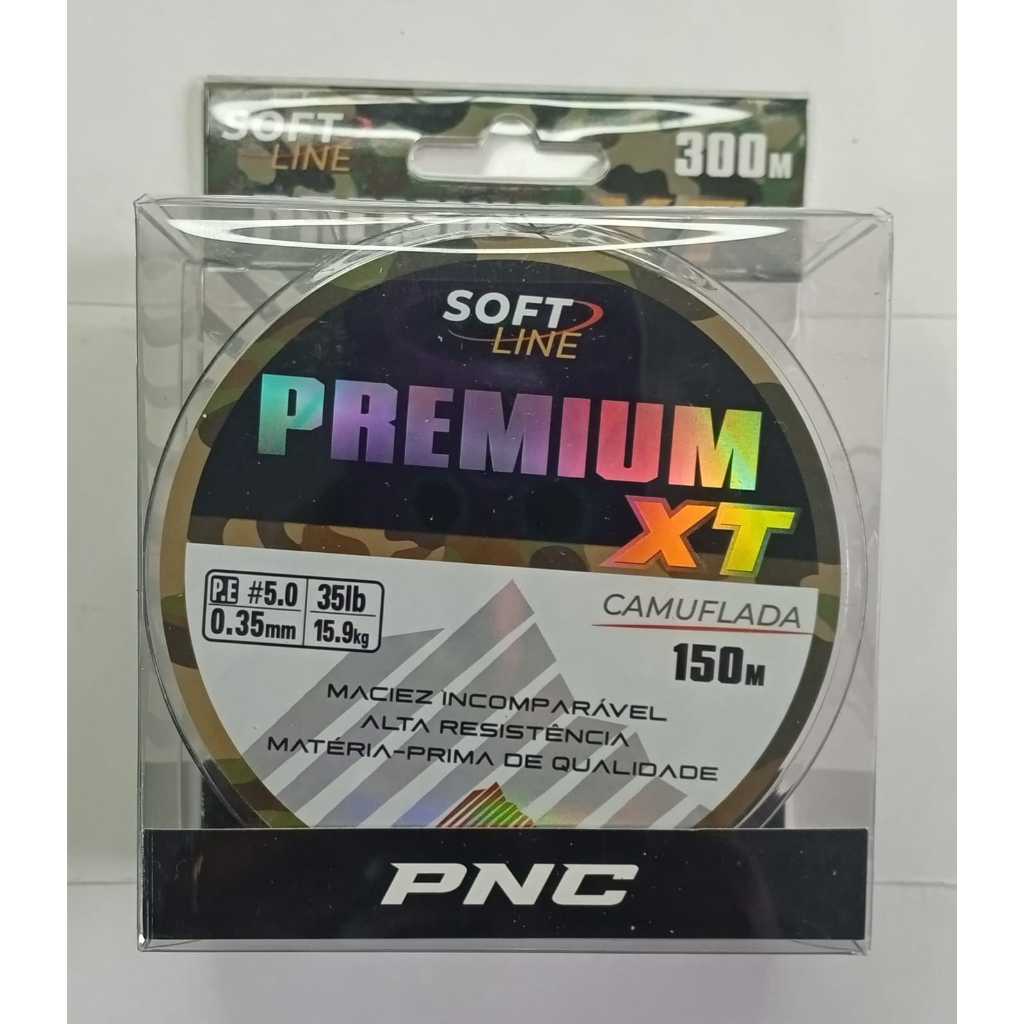 SOFT
LINE
300M
SOFT
LINE
PREMIUM
XT
P.E #5.0
35lb
0.35mm
15.9kg
CAMUFLADA
150M
MACIEZ INCOMPARÁVEL
ALTA RESISTÊNCIA
MATÉRIA-PRIMA DE QUALIDADE
PNC